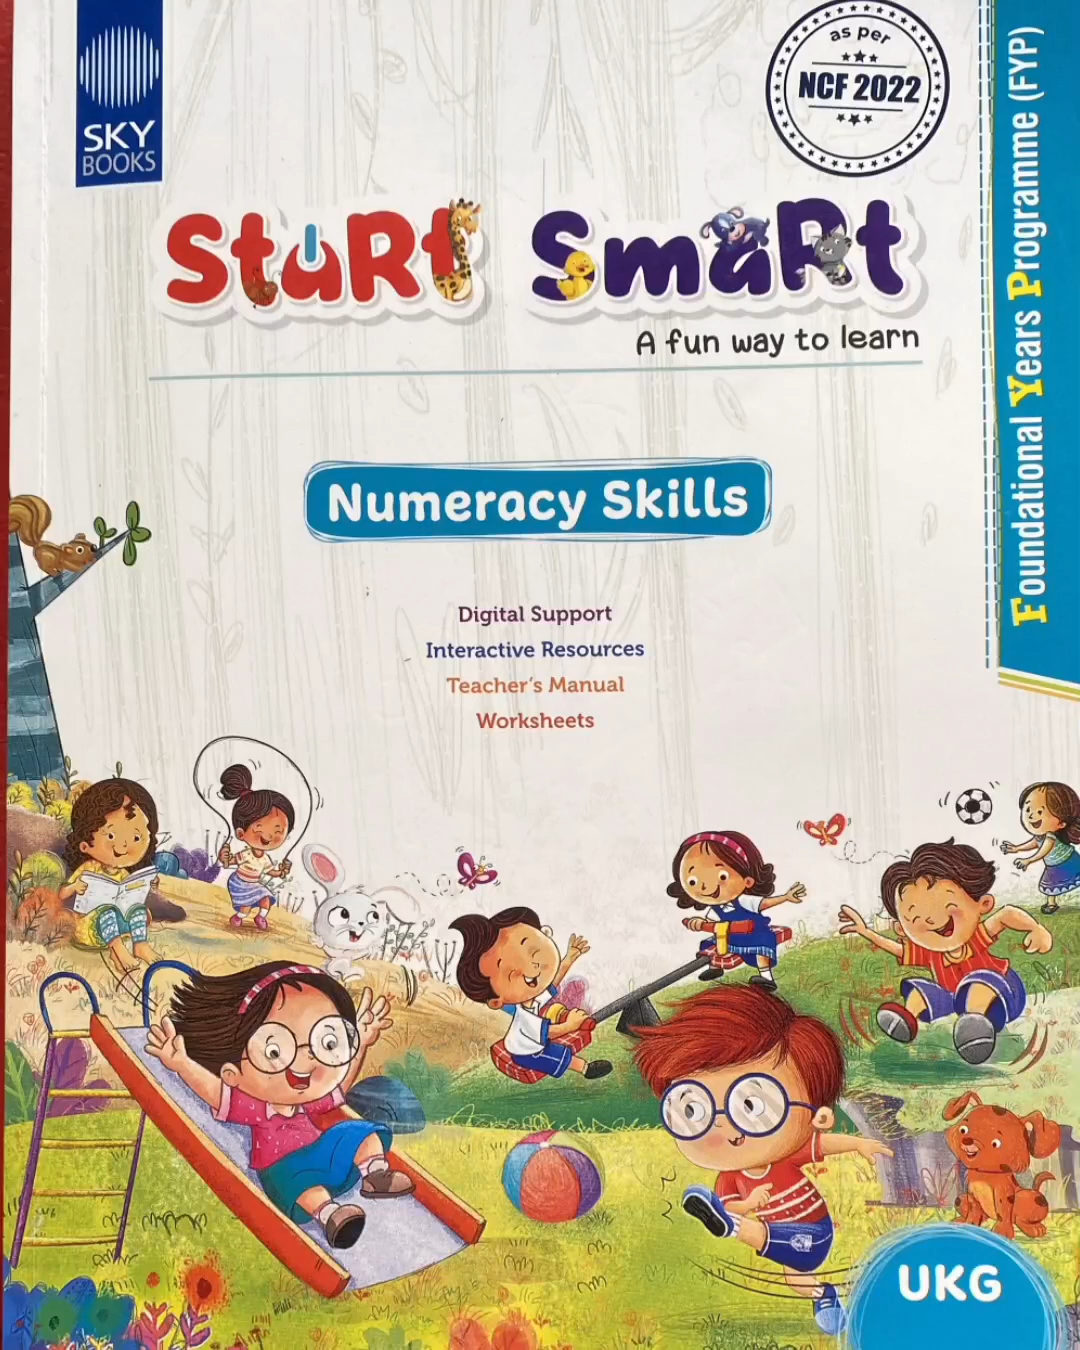 SKY
BOOKS
as per
NCF 2022
Foundational Years Programme (FYP)
StaRt SmaRt
A fun way to learn
Numeracy Skills
Digital Support
Interactive Resources
Teacher's Manual
Worksheets
UKG